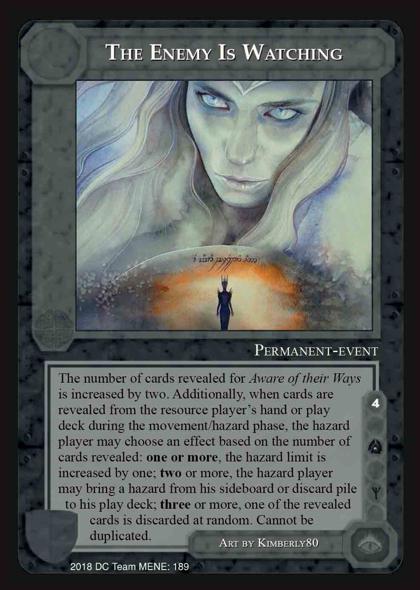 The Enemy Is Watching
Permanent-event
The number of cards revealed for Aware of their Ways
is increased by two. Additionally, when cards are
revealed from the resource player's hand or play
deck during the movement/hazard phase, the hazard
player may choose an effect based on the number of
cards revealed: one or more, the hazard limit is
increased by one; two or more, the hazard player
may bring a hazard from his sideboard or discard pile
to his play deck; three or more, one of the revealed
cards is discarded at random. Cannot be
duplicated.
4
Art by Kimberly80
2018 DC Team MENE: 189